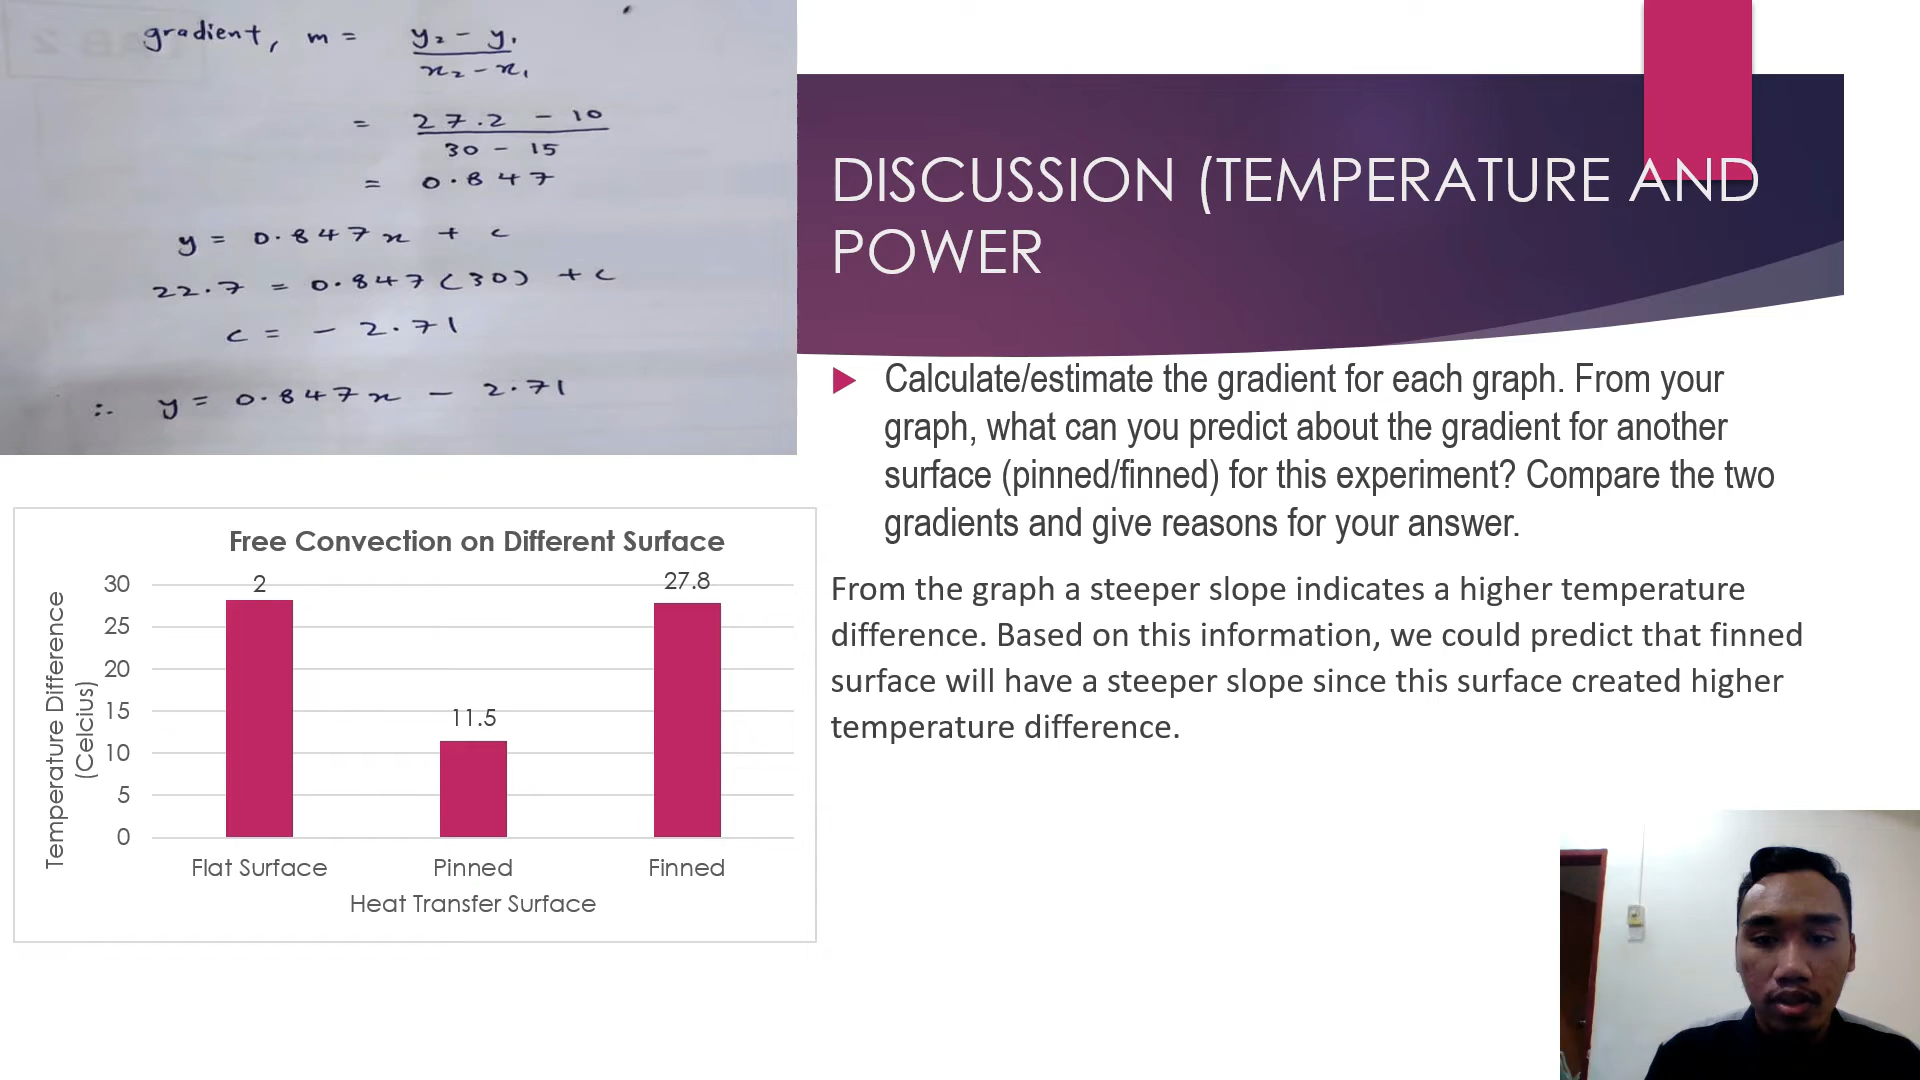 gradient, m = y₂ - y₁
x₂ - x₁
= 27.2 - 10
30 - 15
= 0.847
y = 0.847x + c
22.7 = 0.847(30) + c
c = - 2.71
∴ y = 0.847x - 2.71
DISCUSSION (TEMPERATURE AND
POWER
Calculate/estimate the gradient for each graph. From your
graph, what can you predict about the gradient for another
surface (pinned/finned) for this experiment? Compare the two
gradients and give reasons for your answer.
From the graph a steeper slope indicates a higher temperature
difference. Based on this information, we could predict that finned
surface will have a steeper slope since this surface created higher
temperature difference.
Free Convection on Different Surface
Temperature Difference
(Celcius)
30
25
20
15
10
5
0
2
11.5
27.8
Flat Surface
Pinned
Finned
Heat Transfer Surface